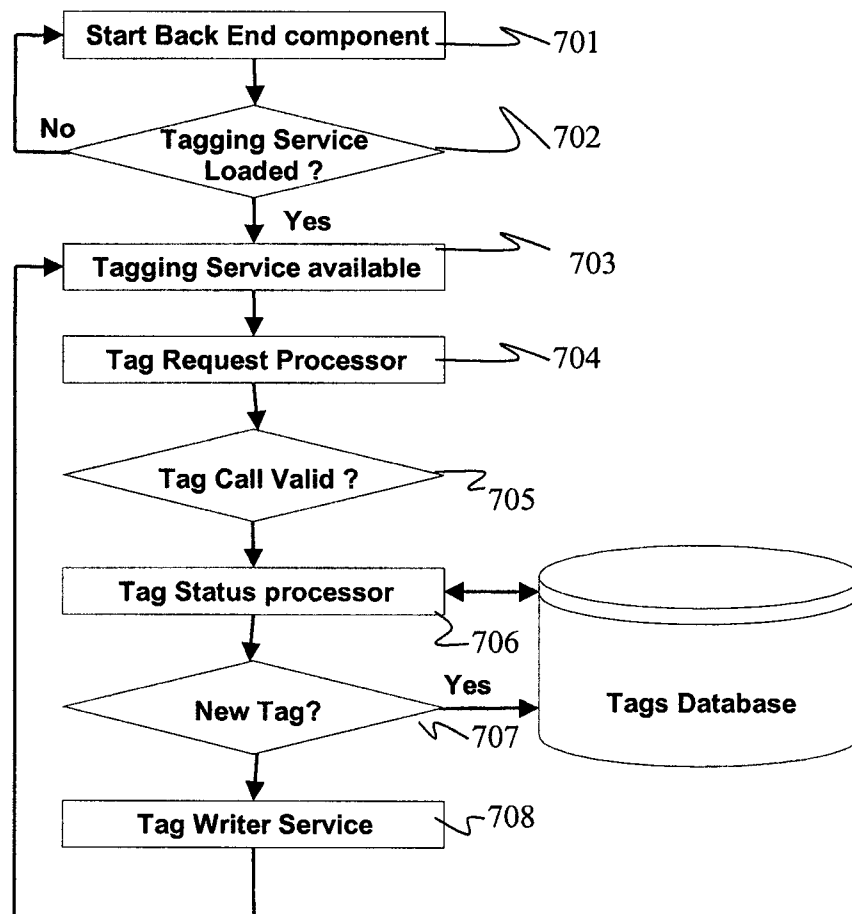 Start Back End component
701
No
Tagging Service
Loaded ?
702
Yes
Tagging Service available
703
Tag Request Processor
704
Tag Call Valid ?
705
Tag Status processor
706
New Tag?
Yes
707
Tags Database
Tag Writer Service
708